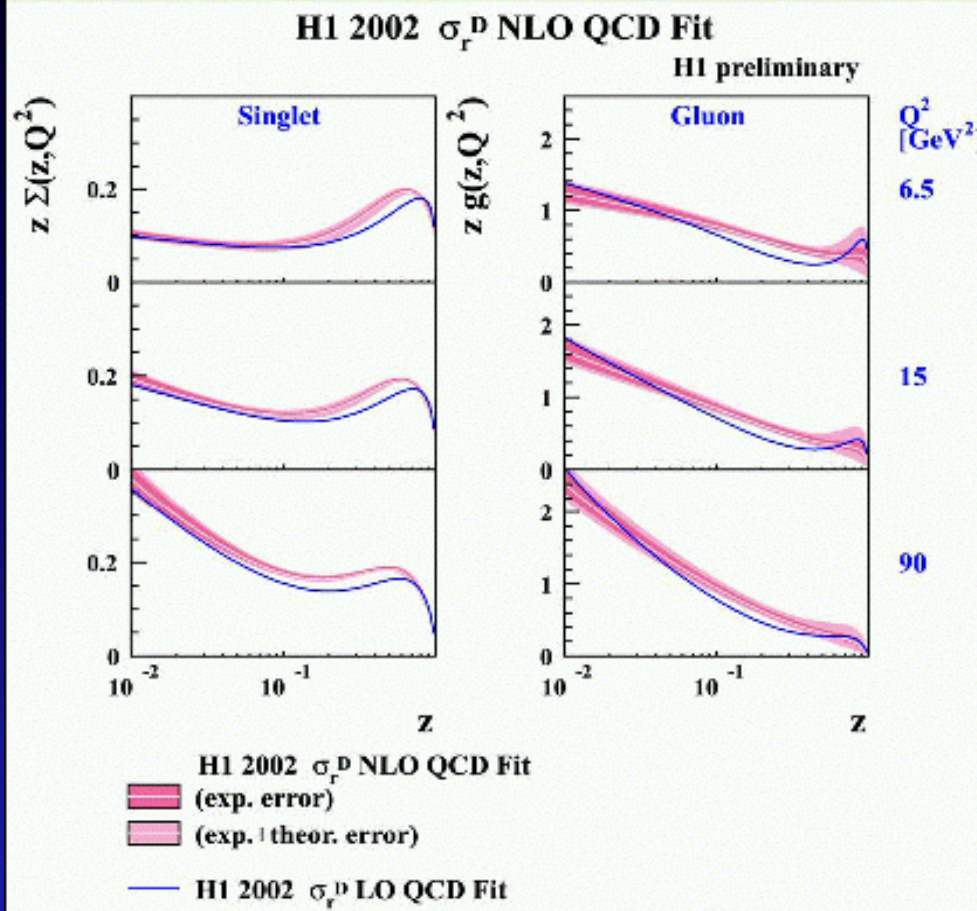 H1 2002 σrD NLO QCD Fit
H1 preliminary
z Σ(z,Q2)
Singlet
z g(z,Q2)
Gluon
Q2
[GeV2
0.2
2
1
6.5
0
0
0.2
2
1
15
0
0
0.2
2
1
90
0
0
10-2
10-1
10-2
10-1
z
z
H1 2002 σrD NLO QCD Fit
(exp. error)
(exp.+theor. error)
H1 2002 σrD LO QCD Fit